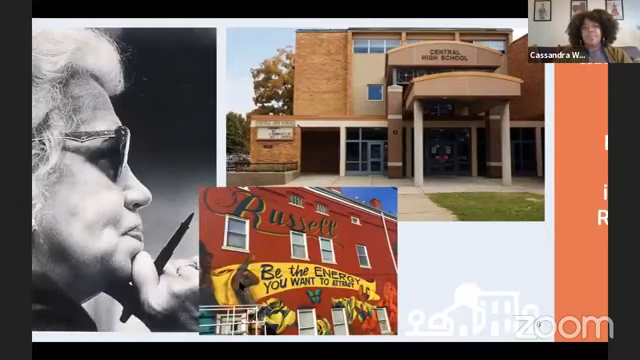 CENTRAL
HIGH SCHOOL
Cassandra W...
Russell
Be the ENERGY
YOU WANT TO ATTRACT
zoom